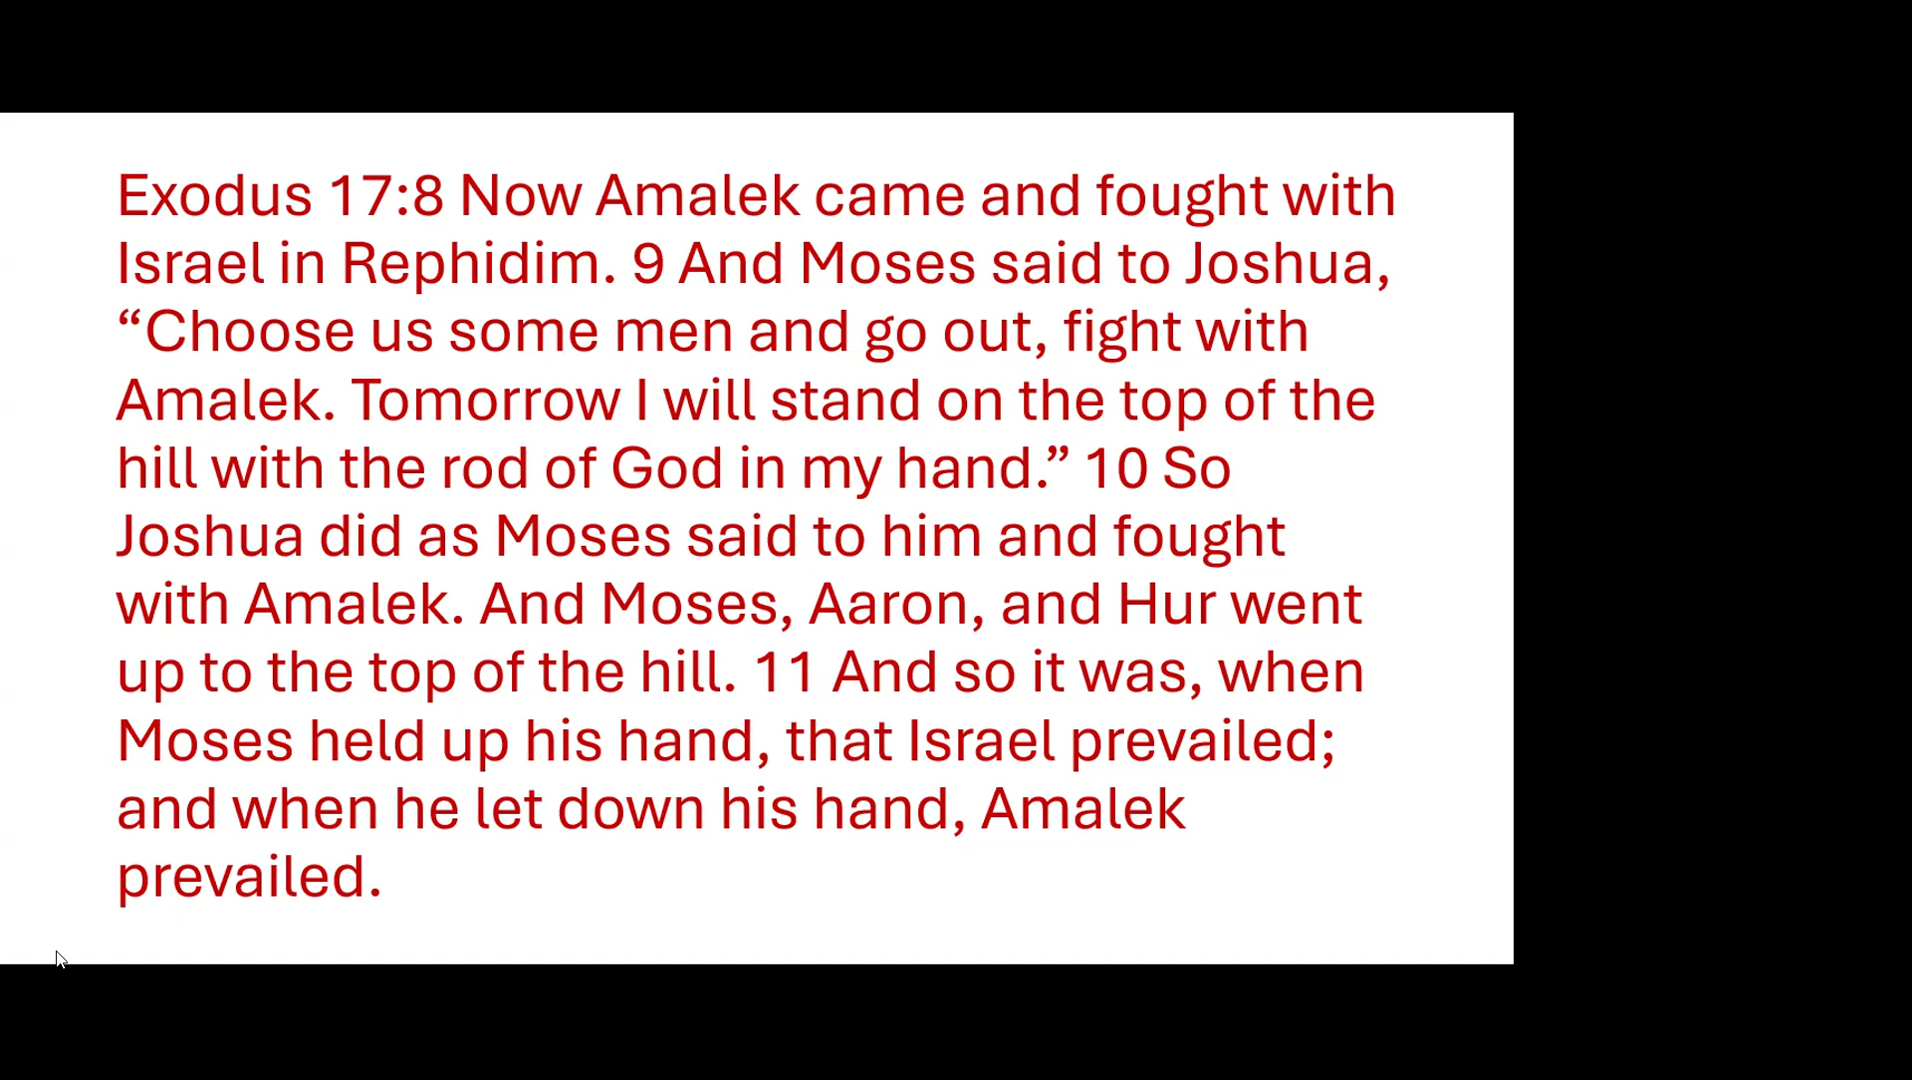 Exodus 17:8 Now Amalek came and fought with
Israel in Rephidim. 9 And Moses said to Joshua,
“Choose us some men and go out, fight with
Amalek. Tomorrow I will stand on the top of the
hill with the rod of God in my hand.” 10 So
Joshua did as Moses said to him and fought
with Amalek. And Moses, Aaron, and Hur went
up to the top of the hill. 11 And so it was, when
Moses held up his hand, that Israel prevailed;
and when he let down his hand, Amalek
prevailed.